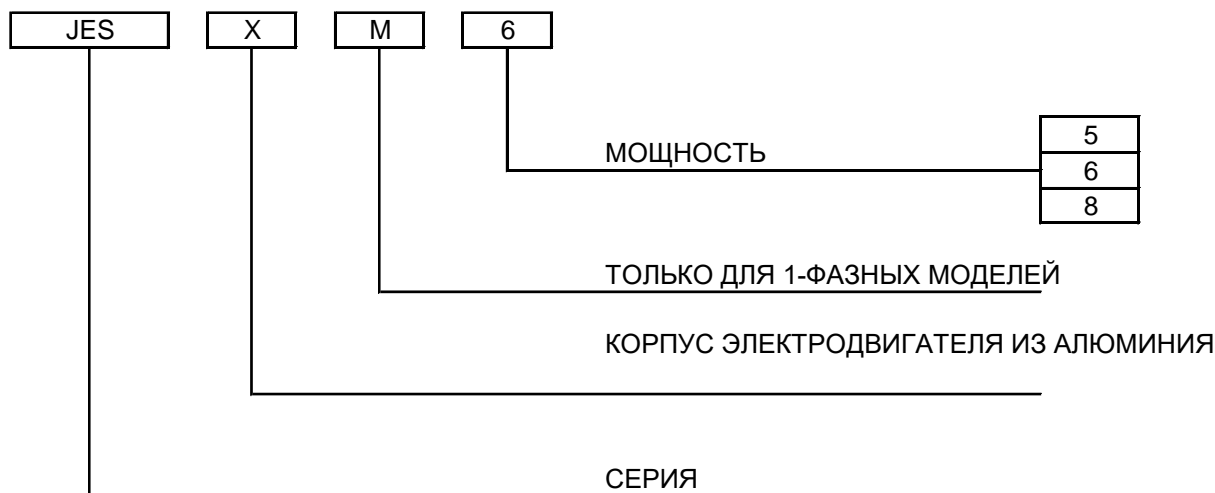 JES X M 6
5
МОЩНОСТЬ
6
8
ТОЛЬКО ДЛЯ 1-ФАЗНЫХ МОДЕЛЕЙ
КОРПУС ЭЛЕКТРОДВИГАТЕЛЯ ИЗ АЛЮМИНИЯ
СЕРИЯ